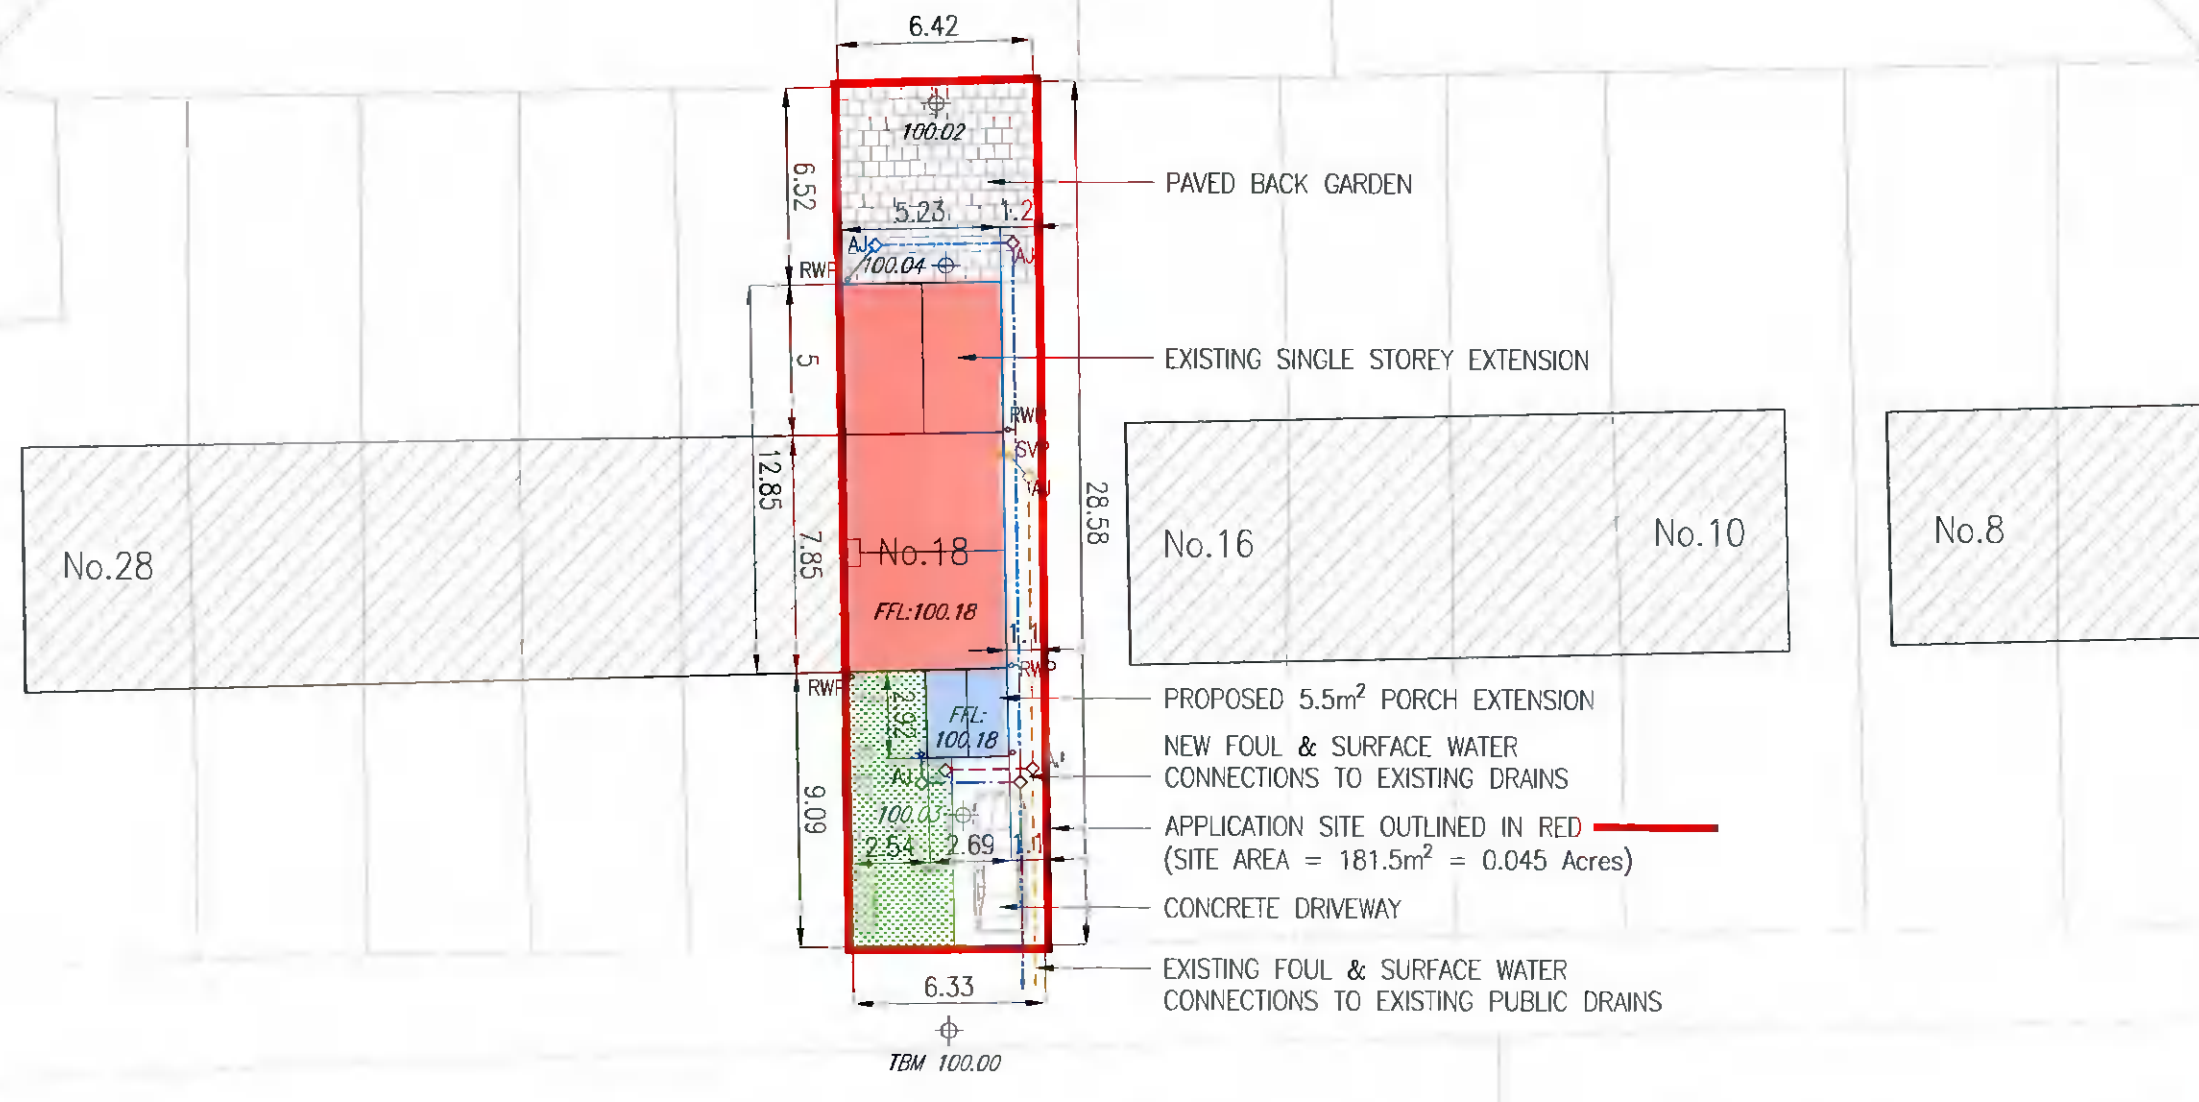 6.42
100.02
6.52
PAVED BACK GARDEN
5.23
1.2
AJ
AJ
RWP
100.04
EXISTING SINGLE STOREY EXTENSION
5
RWP
SVP
AJ
12.85
28.58
No.28
No.18
No.16
No.10
No.8
7.85
FFL:100.18
1.1
RWP
RWP
PROPOSED 5.5m² PORCH EXTENSION
2.92
FFL:
100.18
NEW FOUL & SURFACE WATER
CONNECTIONS TO EXISTING DRAINS
AJ
9.09
100.03
APPLICATION SITE OUTLINED IN RED
(SITE AREA = 181.5m² = 0.045 Acres)
2.54
2.69
1.1
CONCRETE DRIVEWAY
EXISTING FOUL & SURFACE WATER
CONNECTIONS TO EXISTING PUBLIC DRAINS
6.33
TBM 100.00